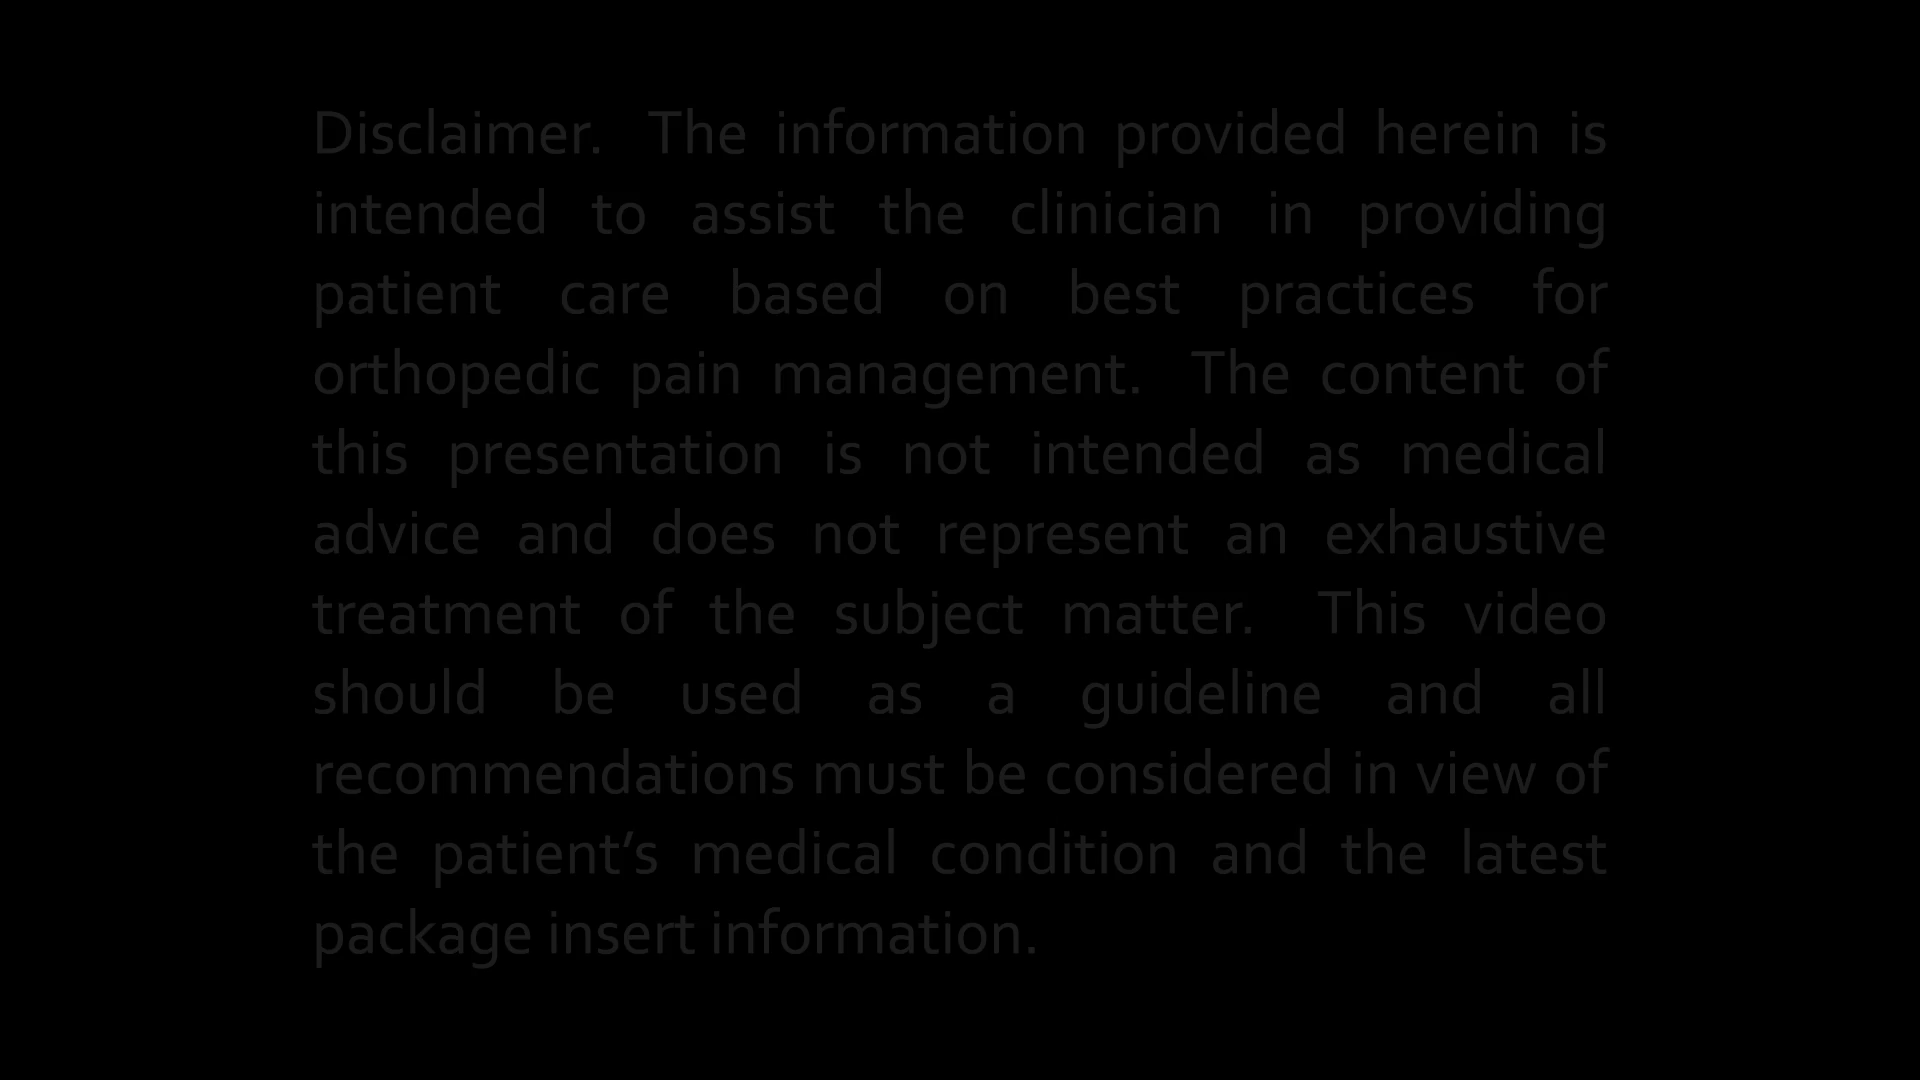 Disclaimer. The information provided herein is
intended to assist the clinician in providing
patient care based on best practices for
orthopedic pain management. The content of
this presentation is not intended as medical
advice and does not represent an exhaustive
treatment of the subject matter. This video
should be used as a guideline and all
recommendations must be considered in view of
the patient’s medical condition and the latest
package insert information.